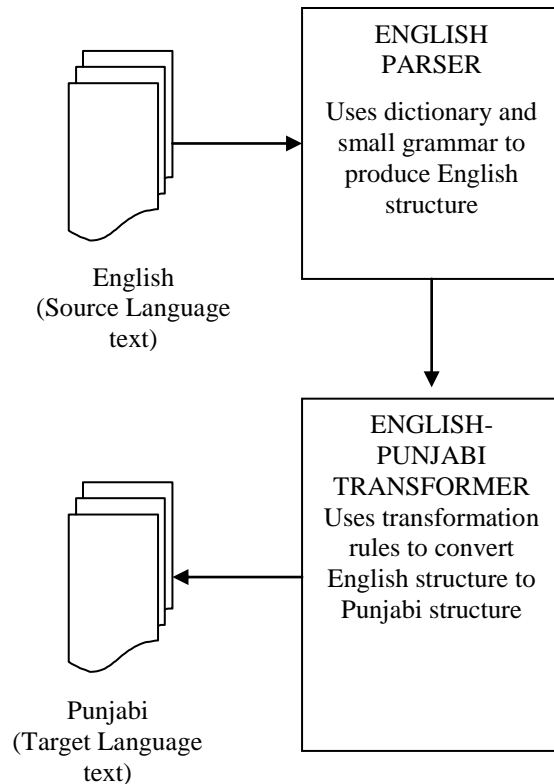 ENGLISH
PARSER
Uses dictionary and
small grammar to
produce English
structure
English
(Source Language
text)
ENGLISH-
PUNJABI
TRANSFORMER
Uses transformation
rules to convert
English structure to
Punjabi structure
Punjabi
(Target Language
text)